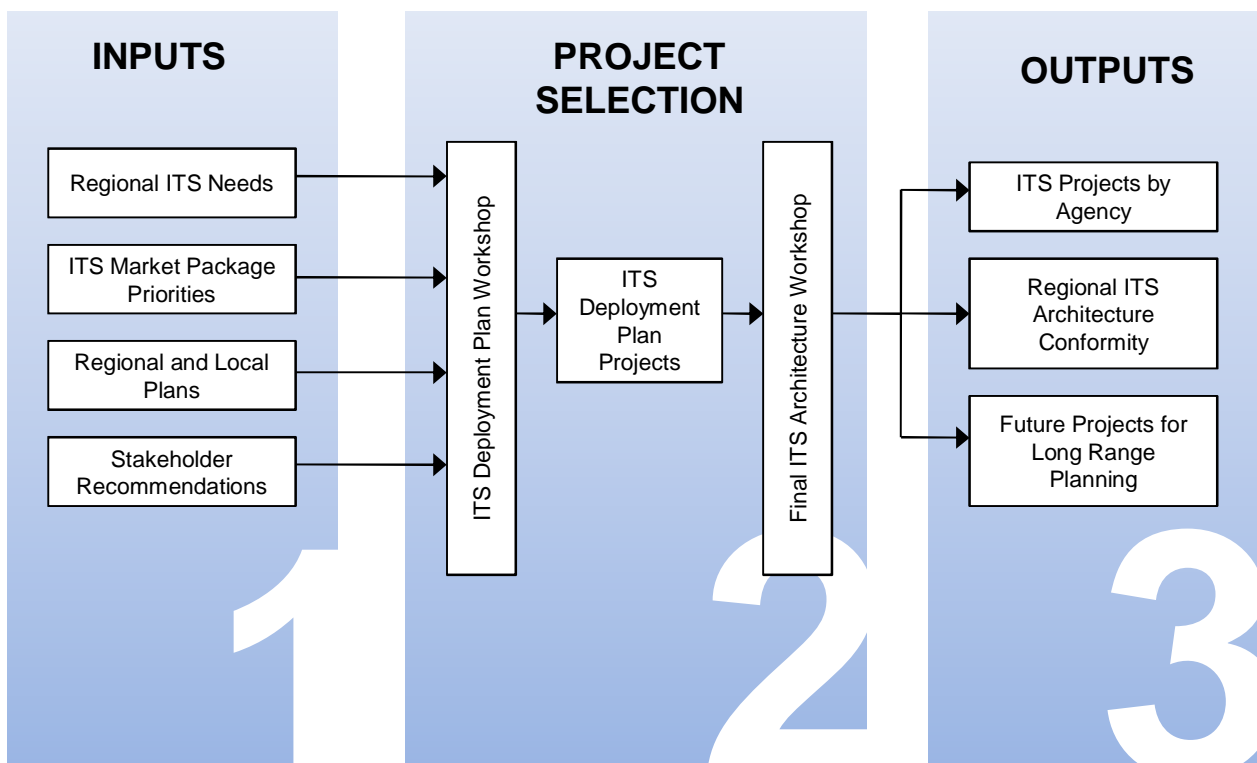 INPUTS
Regional ITS Needs
ITS Market Package
Priorities
Regional and Local
Plans
Stakeholder
Recommendations
1
PROJECT
SELECTION
ITS Deployment Plan Workshop
ITS
Deployment
Plan
Projects
Final ITS Architecture Workshop
2
OUTPUTS
ITS Projects by
Agency
Regional ITS
Architecture
Conformity
Future Projects for
Long Range
Planning
3